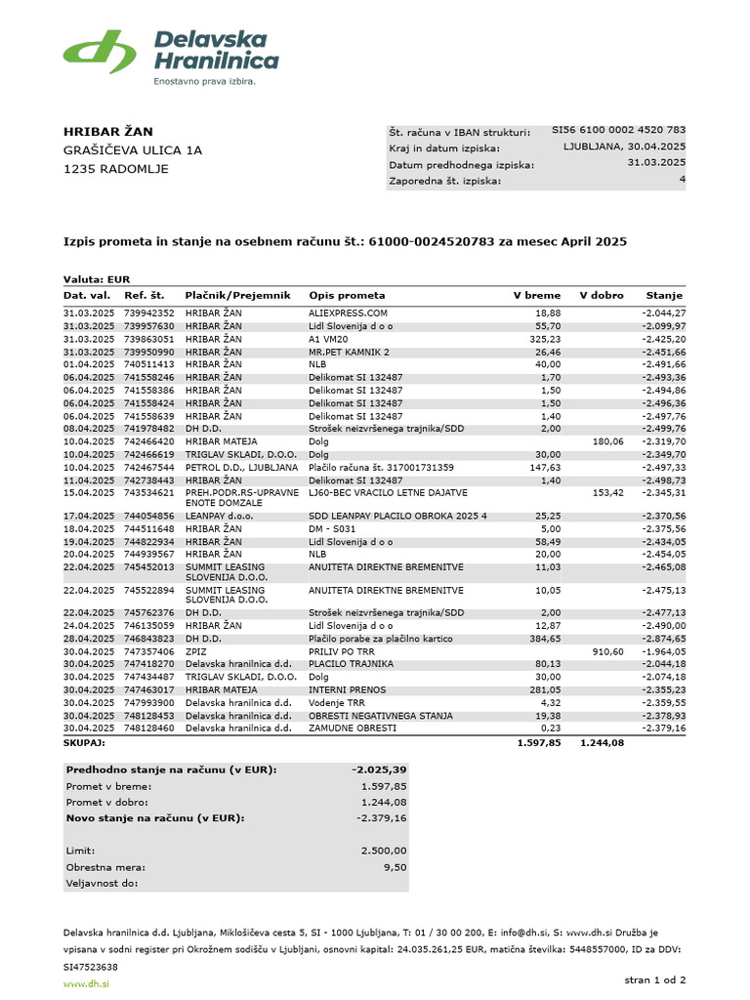 Delavska
Hranilnica
Enostavno prava izbira.
HRIBAR ŽAN
GRAŠIČEVA ULICA 1A
1235 RADOMLJE
Št. računa v IBAN strukturi: SI56 6100 0002 4520 783
Kraj in datum izpiska: LJUBLJANA, 30.04.2025
Datum predhodnega izpiska: 31.03.2025
Zaporedna št. izpiska: 4
Izpis prometa in stanje na osebnem računu št.: 61000-0024520783 za mesec April 2025
Valuta: EUR
Dat. val. Ref. št. Plačnik/Prejemnik Opis prometa V breme V dobro Stanje
31.03.2025 739942352 HRIBAR ŽAN ALIEXPRESS.COM 18,88 -2.044,27
31.03.2025 739957630 HRIBAR ŽAN Lidl Slovenija d o o 55,70 -2.099,97
31.03.2025 739863051 HRIBAR ŽAN A1 VM20 325,23 -2.425,20
31.03.2025 739950990 HRIBAR ŽAN MR.PET KAMNIK 2 26,46 -2.451,66
01.04.2025 740511413 HRIBAR ŽAN NLB 40,00 -2.491,66
06.04.2025 741558246 HRIBAR ŽAN Delikomat SI 132487 1,70 -2.493,36
06.04.2025 741558386 HRIBAR ŽAN Delikomat SI 132487 1,50 -2.494,86
06.04.2025 741558424 HRIBAR ŽAN Delikomat SI 132487 1,50 -2.496,36
06.04.2025 741558639 HRIBAR ŽAN Delikomat SI 132487 1,40 -2.497,76
08.04.2025 741978482 DH D.D. Strošek neizvršenega trajnika/SDD 2,00 -2.499,76
10.04.2025 742466420 HRIBAR MATEJA Dolg 180,06 -2.319,70
10.04.2025 742466619 TRIGLAV SKLADI, D.O.O. Dolg 30,00 -2.349,70
10.04.2025 742467544 PETROL D.D., LJUBLJANA Plačilo računa št. 317001731359 147,63 -2.497,33
11.04.2025 742738443 HRIBAR ŽAN Delikomat SI 132487 1,40 -2.498,73
15.04.2025 743534621 PREH.PODR.RS-UPRAVNE LJ60-BEC VRACILO LETNE DAJATVE 153,42 -2.345,31
ENOTE DOMZALE
17.04.2025 744054856 LEANPAY d.o.o. SDD LEANPAY PLACILO OBROKA 2025 4 25,25 -2.370,56
18.04.2025 744511648 HRIBAR ŽAN DM - S031 5,00 -2.375,56
19.04.2025 744822934 HRIBAR ŽAN Lidl Slovenija d o o 58,49 -2.434,05
20.04.2025 744939567 HRIBAR ŽAN NLB 20,00 -2.454,05
22.04.2025 745452013 SUMMIT LEASING ANUITETA DIREKTNE BREMENITVE 11,03 -2.465,08
SLOVENIJA D.O.O.
22.04.2025 745522894 SUMMIT LEASING ANUITETA DIREKTNE BREMENITVE 10,05 -2.475,13
SLOVENIJA D.O.O.
22.04.2025 745762376 DH D.D. Strošek neizvršenega trajnika/SDD 2,00 -2.477,13
24.04.2025 746135059 HRIBAR ŽAN Lidl Slovenija d o o 12,87 -2.490,00
28.04.2025 746843823 DH D.D. Plačilo porabe za plačilno kartico 384,65 -2.874,65
30.04.2025 747357406 ZPIZ PRILIV PO TRR 910,60 -1.964,05
30.04.2025 747418270 Delavska hranilnica d.d. PLACILO TRAJNIKA 80,13 -2.044,18
30.04.2025 747434487 TRIGLAV SKLADI, D.O.O. Dolg 30,00 -2.074,18
30.04.2025 747463017 HRIBAR MATEJA INTERNI PRENOS 281,05 -2.355,23
30.04.2025 747993900 Delavska hranilnica d.d. Vodenje TRR 4,32 -2.359,55
30.04.2025 748128453 Delavska hranilnica d.d. OBRESTI NEGATIVNEGA STANJA 19,38 -2.378,93
30.04.2025 748128460 Delavska hranilnica d.d. ZAMUDNE OBRESTI 0,23 -2.379,16
SKUPAJ: 1.597,85 1.244,08
Predhodno stanje na računu (v EUR): -2.025,39
Promet v breme: 1.597,85
Promet v dobro: 1.244,08
Novo stanje na računu (v EUR): -2.379,16
Limit: 2.500,00
Obrestna mera: 9,50
Veljavnost do:
Delavska hranilnica d.d. Ljubljana, Miklošičeva cesta 5, SI - 1000 Ljubljana, T: 01 / 30 00 200, E: info@dh.si, S: www.dh.si Družba je
vpisana v sodni register pri Okrožnem sodišču v Ljubljani, osnovni kapital: 24.035.261,25 EUR, matična številka: 5448557000, ID za DDV:
SI47523638
www.dh.si
stran 1 od 2